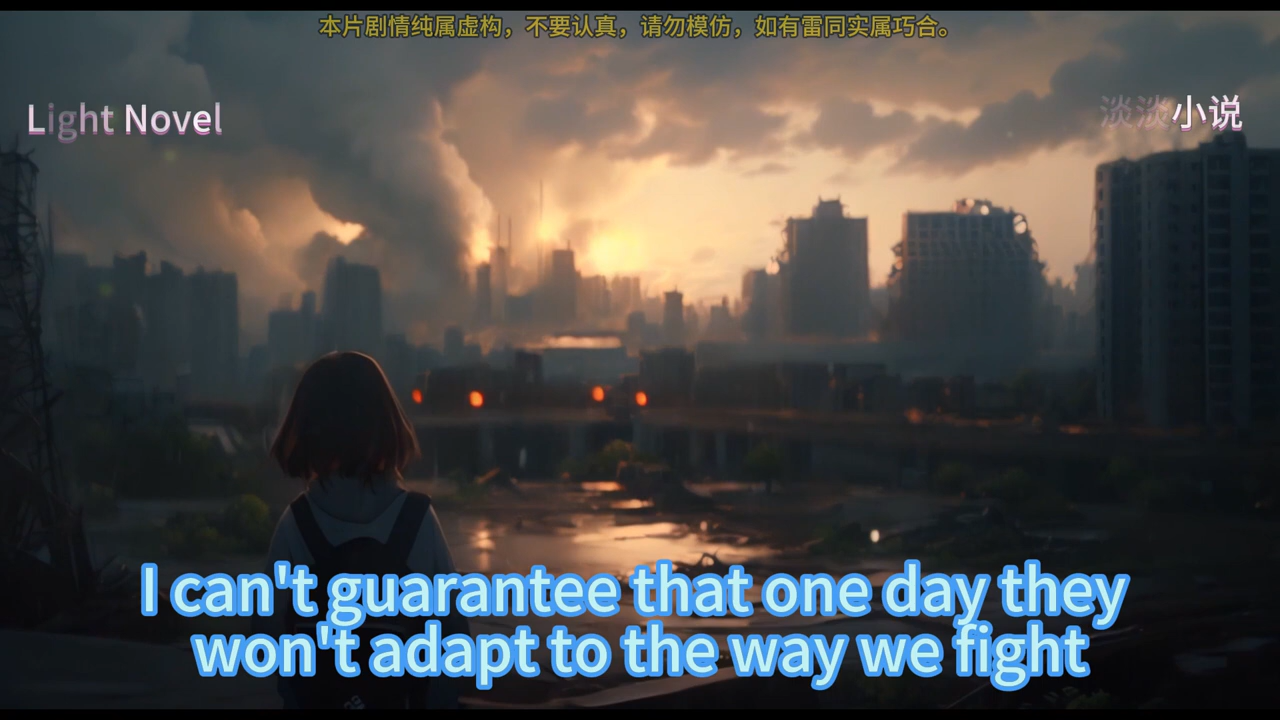 本片剧情纯属虚构，不要认真，请勿模仿，如有雷同实属巧合。
Light Novel
淡淡小说
I can't guarantee that one day they
won't adapt to the way we fight